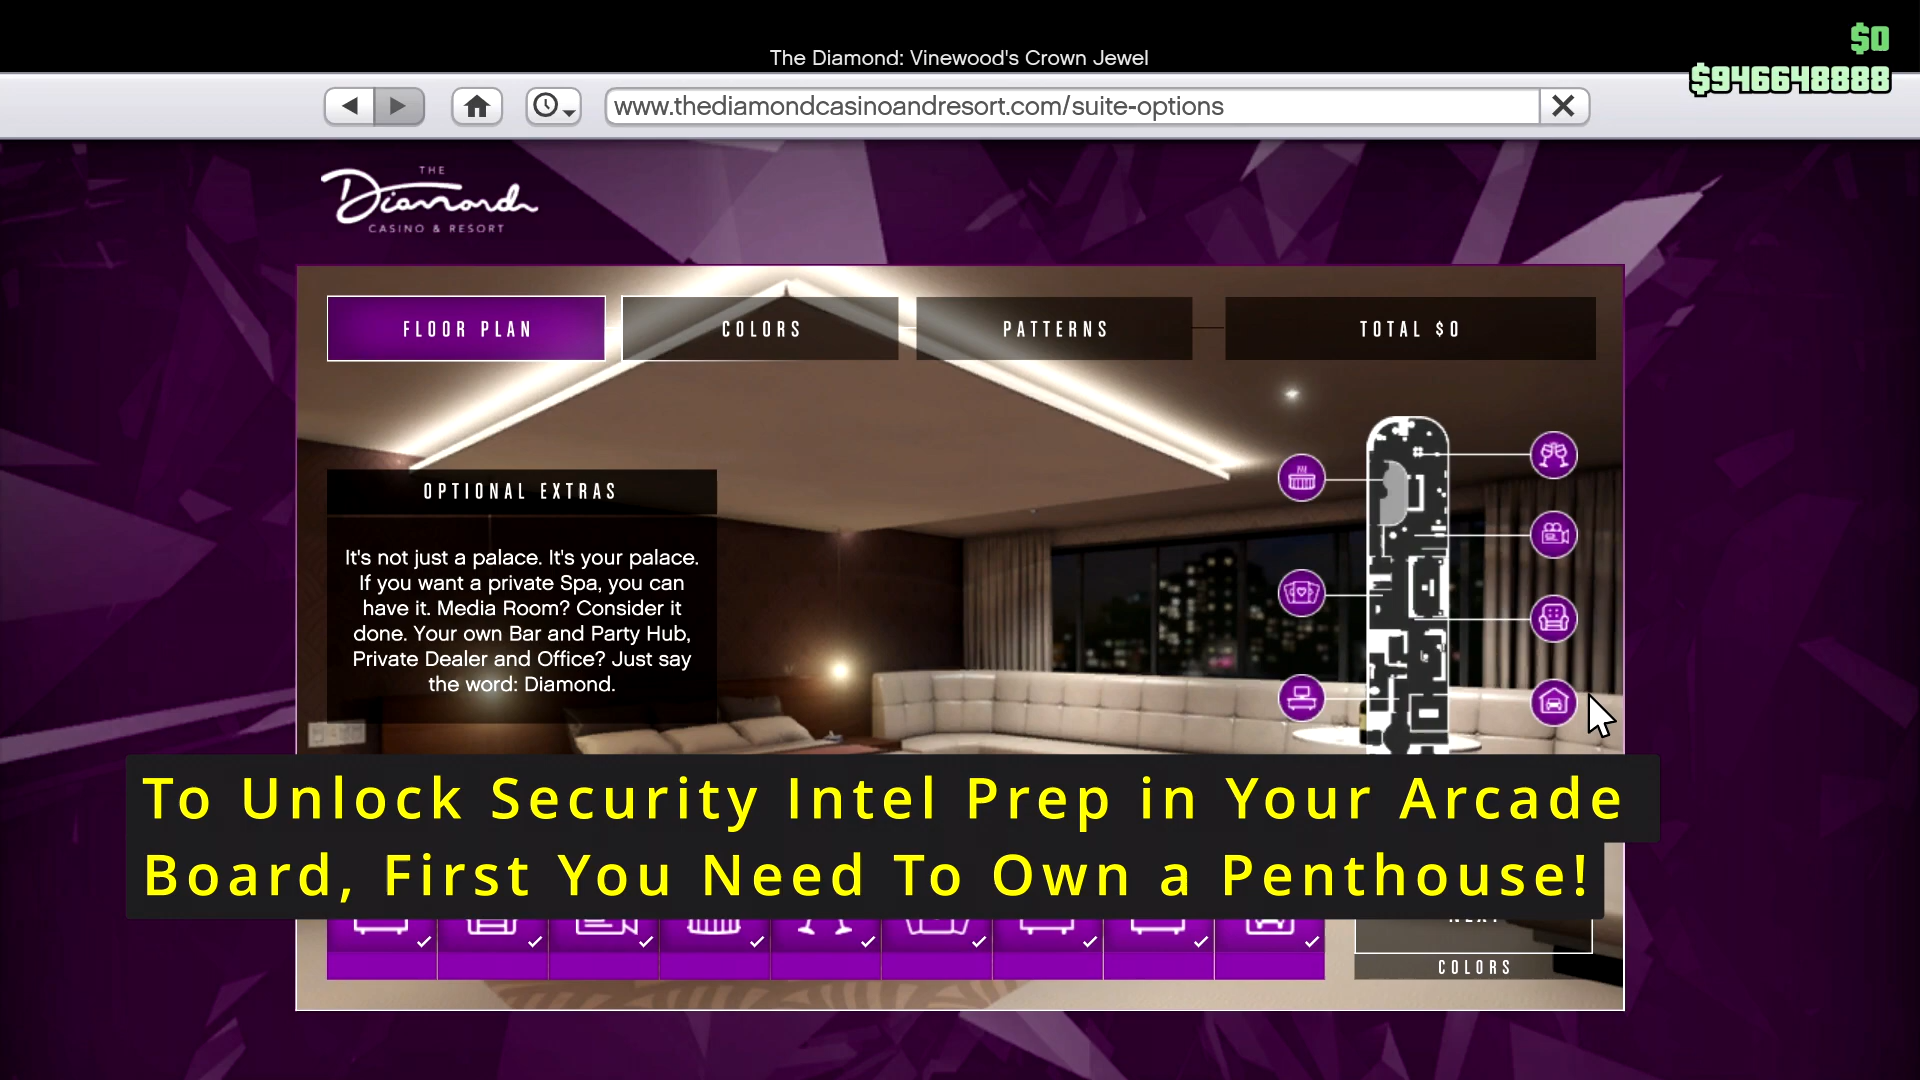 The Diamond: Vinewood's Crown Jewel
$0
$946648888
www.thediamondcasinoandresort.com/suite-options
THE
Diamond
CASINO & RESORT
FLOOR PLAN
COLORS
PATTERNS
TOTAL $0
OPTIONAL EXTRAS
It's not just a palace. It's your palace.
If you want a private Spa, you can
have it. Media Room? Consider it
done. Your own Bar and Party Hub,
Private Dealer and Office? Just say
the word: Diamond.
To Unlock Security Intel Prep in Your Arcade
Board, First You Need To Own a Penthouse!
NEXT
COLORS